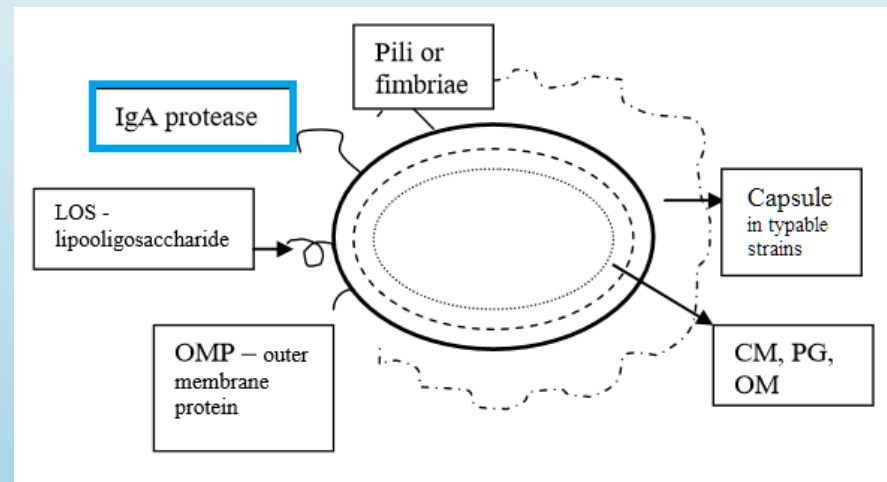 Pili or
fimbriae
IgA protease
LOS -
lipooligosaccharide
Capsule
in typable
strains
OMP – outer
membrane
protein
CM, PG,
OM